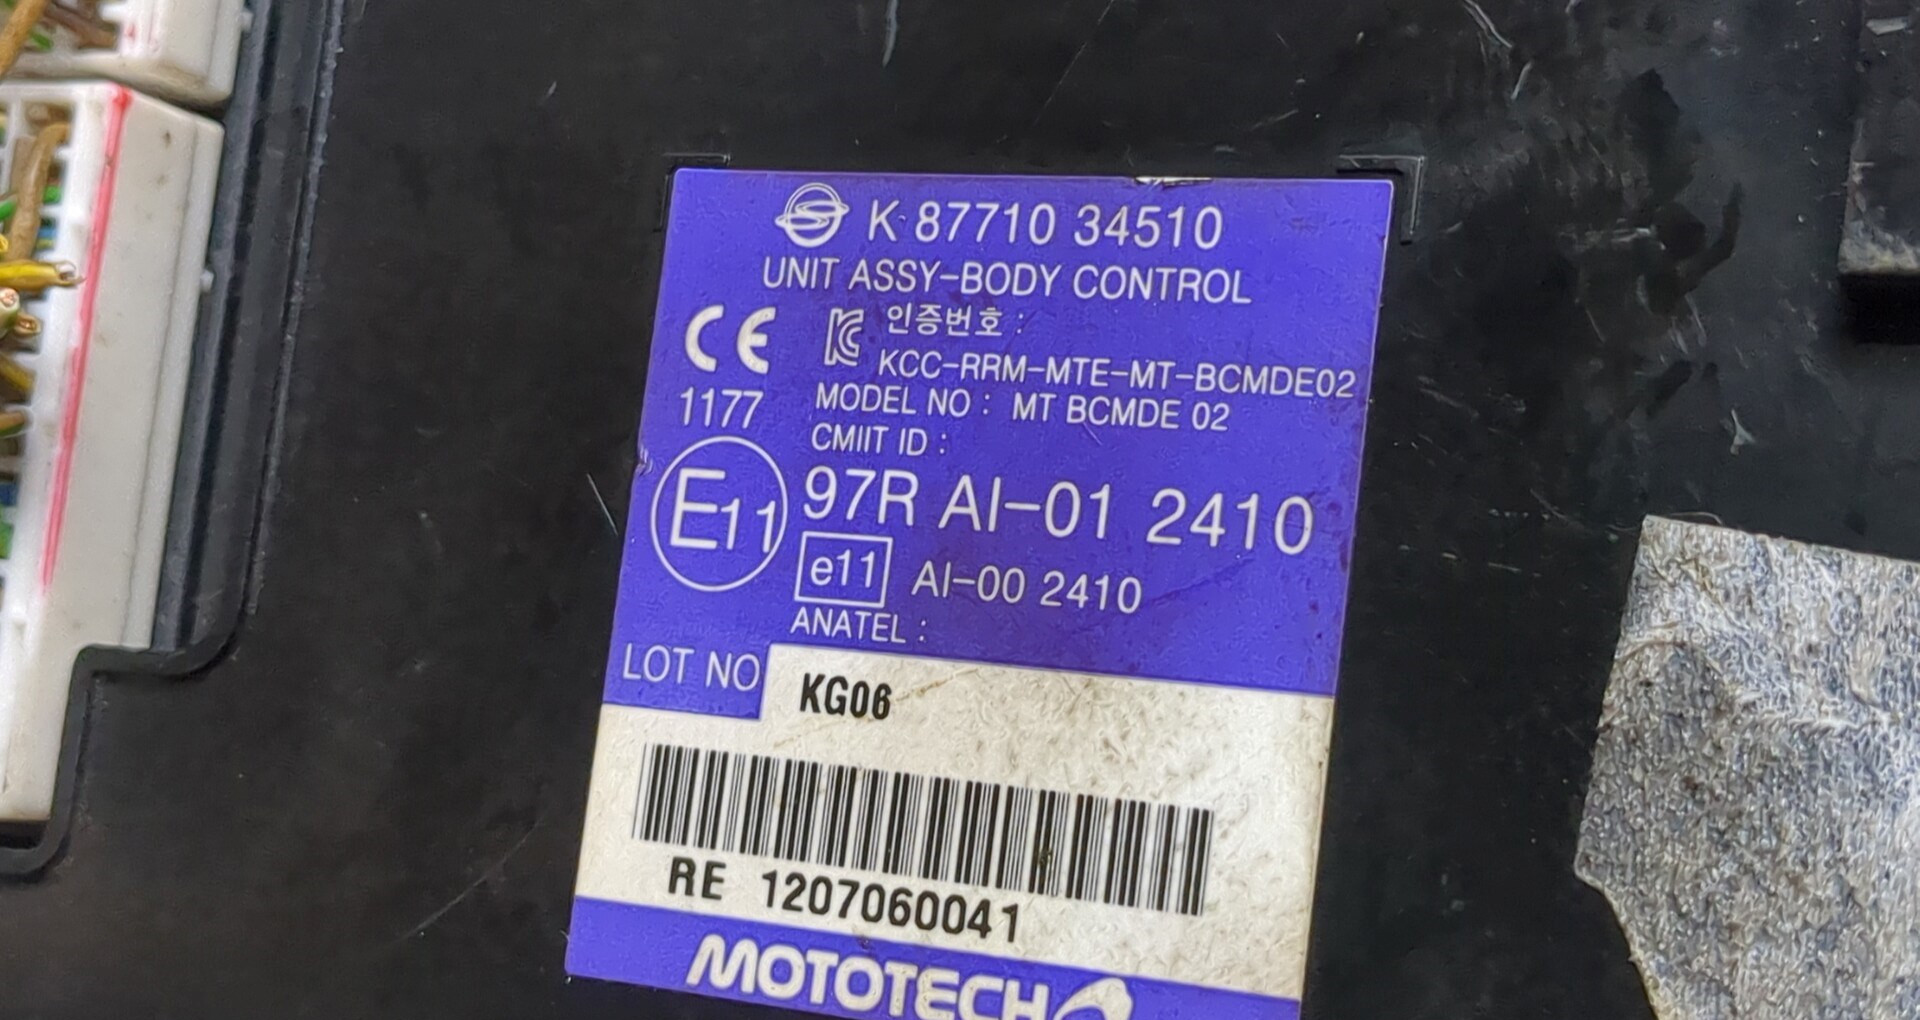 K 87710 34510
UNIT ASSY-BODY CONTROL
CE
인증번호 :
KCC-RRM-MTE-MT-BCMDE02
1177
MODEL NO : MT BCMDE 02
CMIIT ID :
E11
97R AI-01 2410
e11 AI-00 2410
ANATEL :
LOT NO KG06
RE 1207060041
MOTOTECH